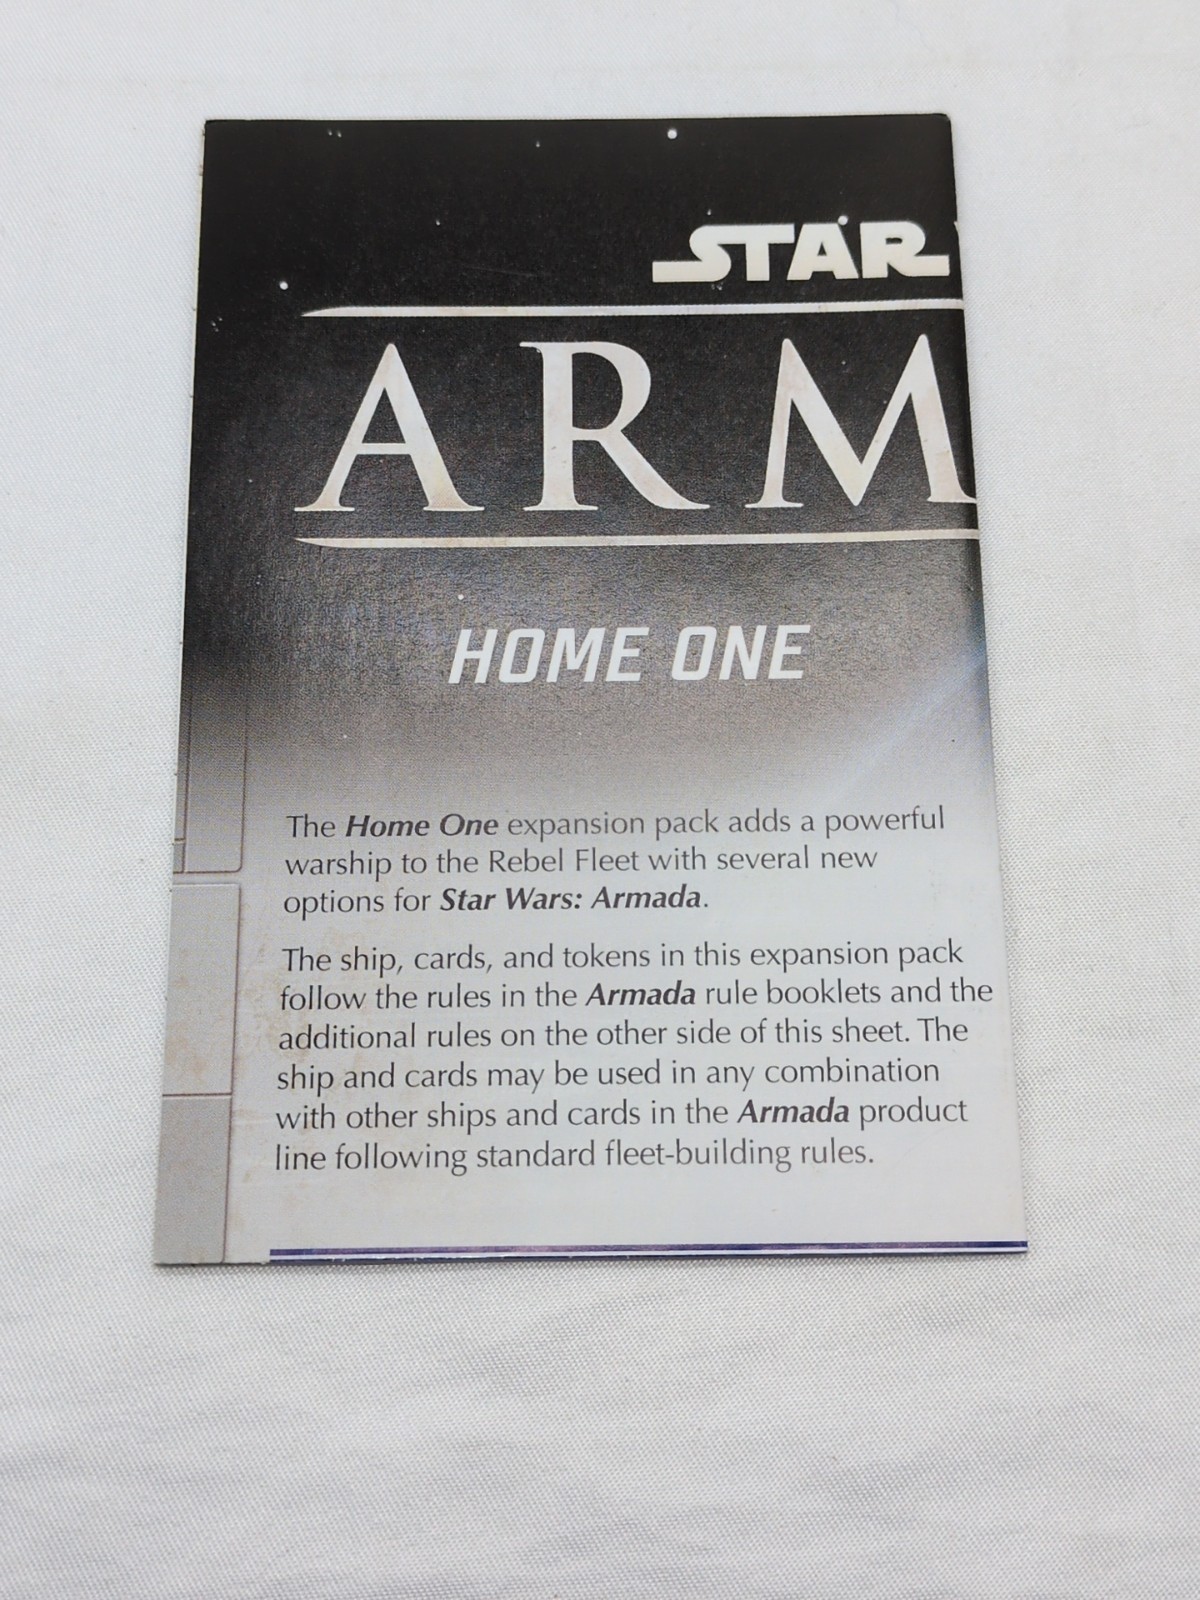 STAR
ARM
HOME ONE
The Home One expansion pack adds a powerful
warship to the Rebel Fleet with several new
options for Star Wars: Armada.
The ship, cards, and tokens in this expansion pack
follow the rules in the Armada rule booklets and the
additional rules on the other side of this sheet. The
ship and cards may be used in any combination
with other ships and cards in the Armada product
line following standard fleet-building rules.